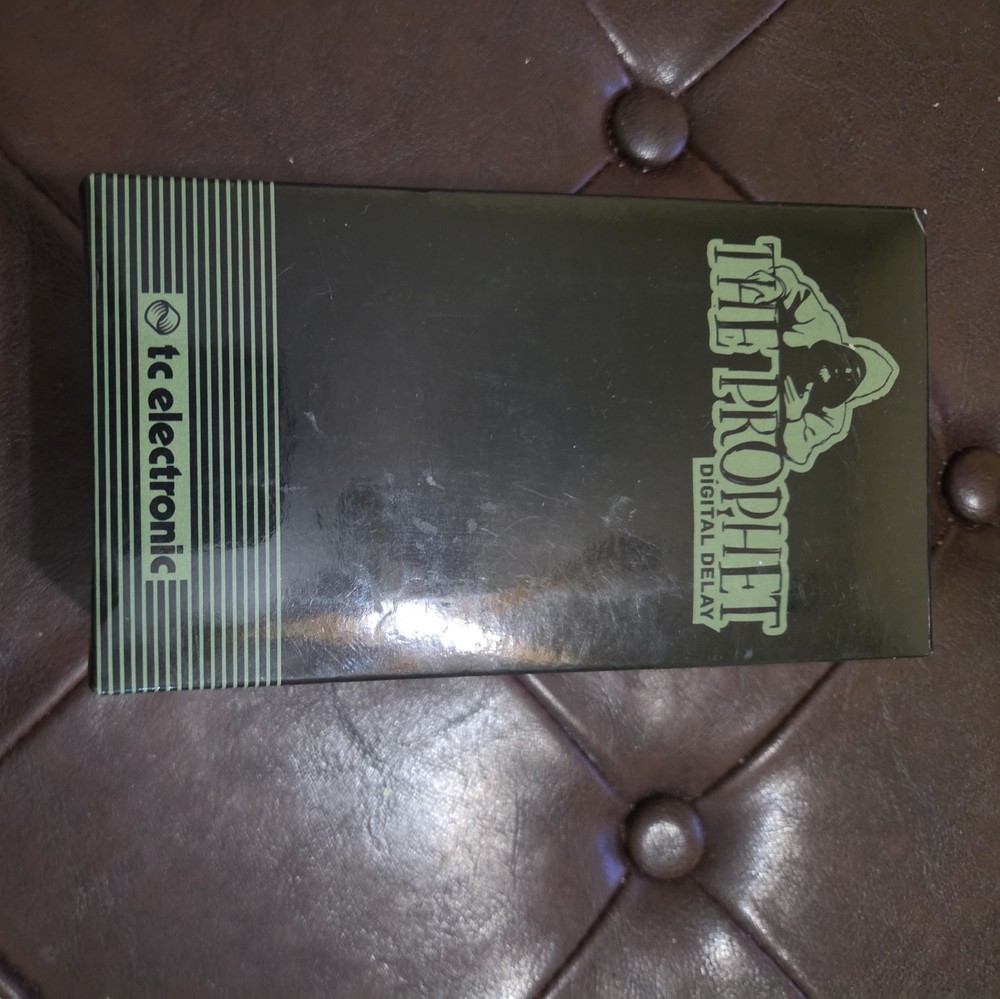 THE PROPHET
DIGITAL DELAY
tc electronic